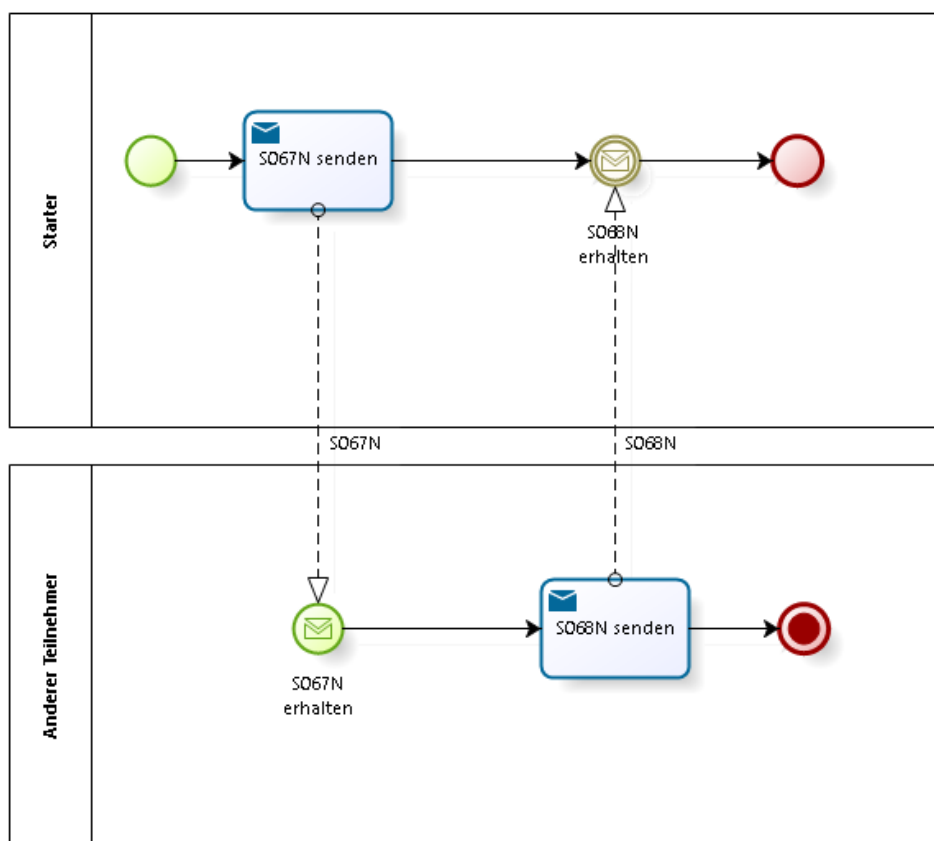 Starter
SO67N senden
SO68N
erhalten
SO67N
SO68N
Anderer Teilnehmer
SO67N
erhalten
SO68N senden